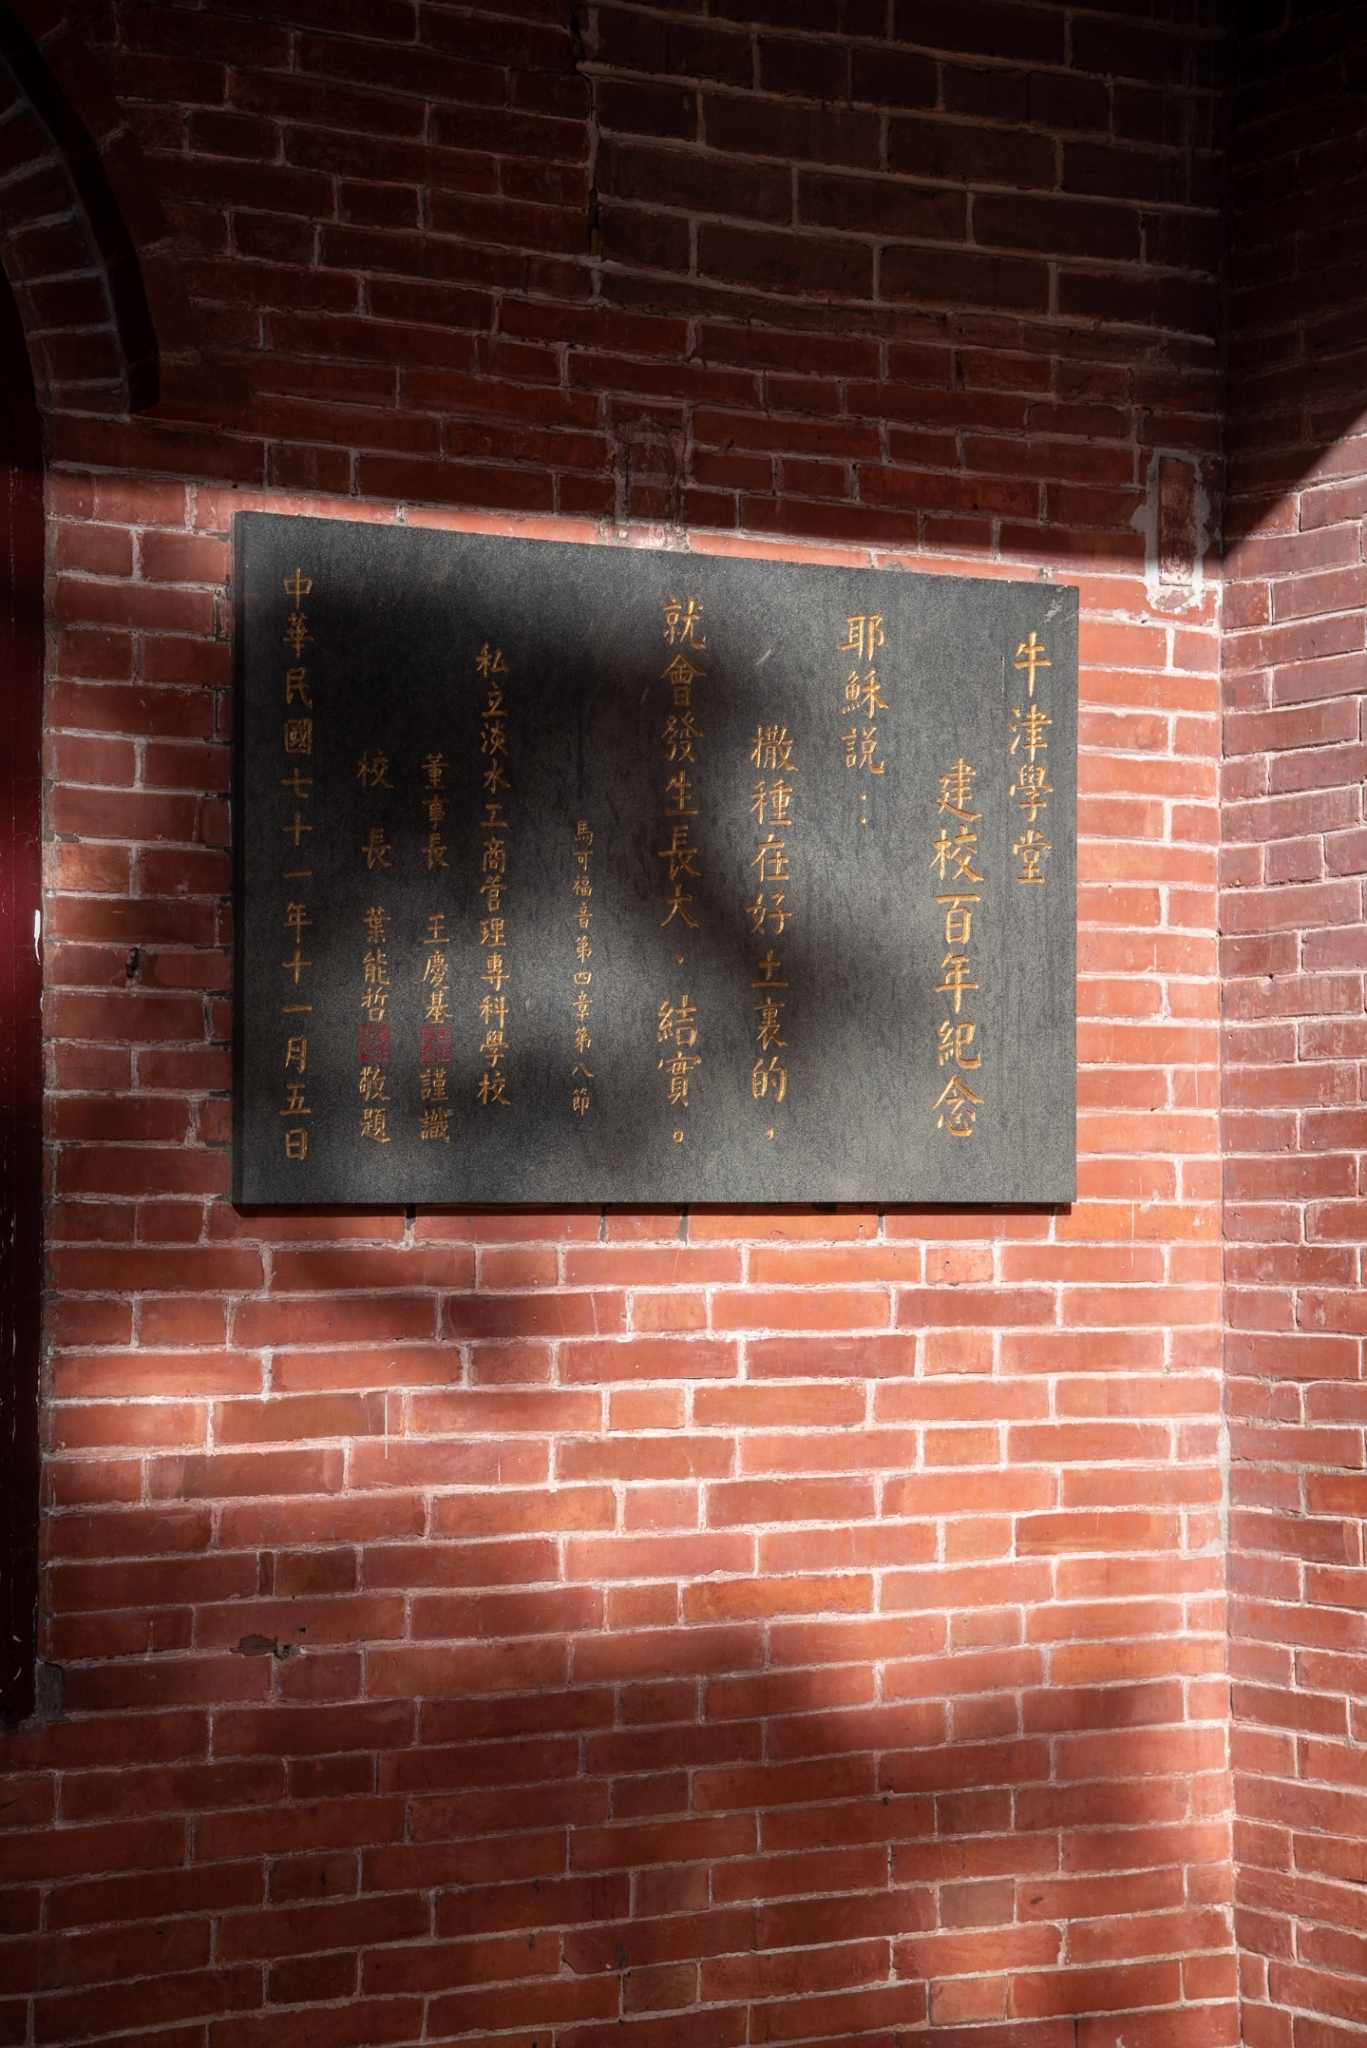 牛津學堂
建校百年紀念
耶穌説：
撒種在好土裏的，
就會發生長大．結實。
馬可福音第四章第八節
私立淡水工商管理專科學校
董事長 王慶基 謹識
校長 葉能哲 敬題
中華民國七十一年十一月五日